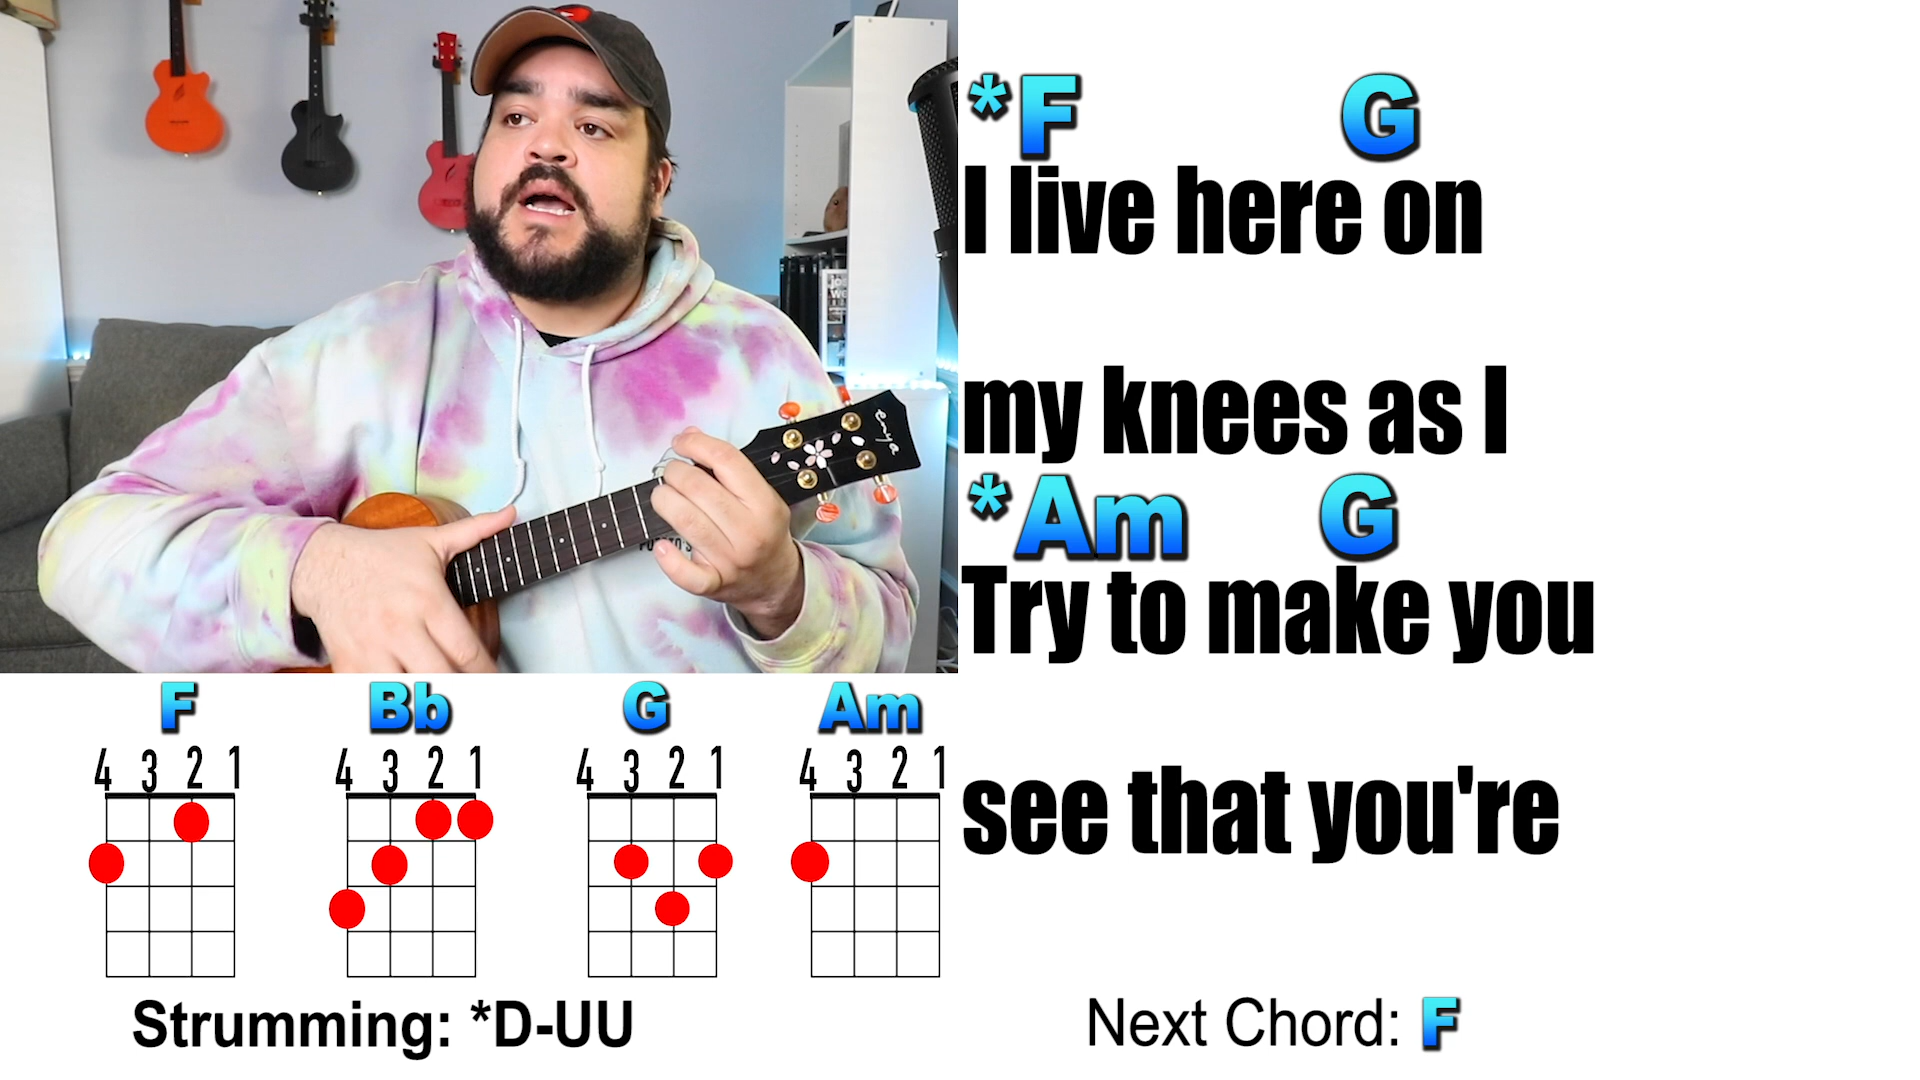 *F G
I live here on
my knees as I
*Am G
Try to make you
see that you're
enya
F Bb G Am
4 3 2 1 4 3 2 1 4 3 2 1 4 3 2 1
Strumming: *D-UU
Next Chord: F